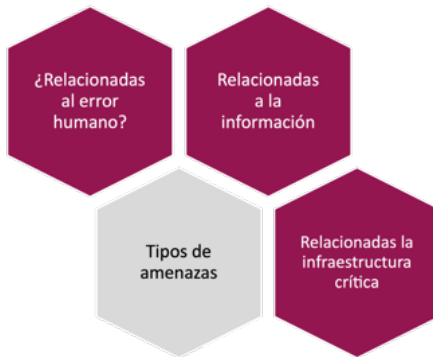 ¿Relacionadas
al error
humano?
Relacionadas
a la
información
Tipos de
amenazas
Relacionadas la
infraestructura
crítica